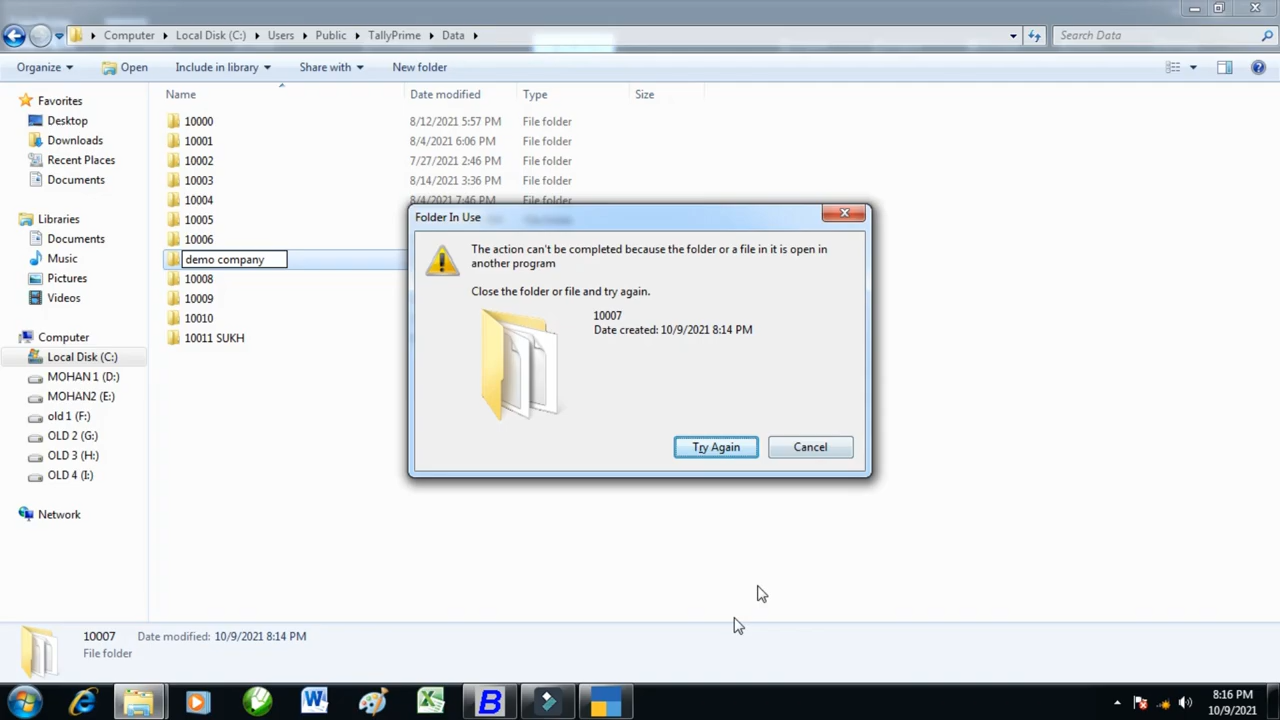 Computer Local Disk (C:) Users Public TallyPrime Data Search Data
Organize Open Include in library Share with New folder
Name Date modified Type Size
Favorites
Desktop
Downloads
Recent Places
Documents
Libraries
Documents
Music
Pictures
Videos
Computer
Local Disk (C:)
MOHAN 1 (D:)
MOHAN2 (E:)
old 1 (F:)
OLD 2 (G:)
OLD 3 (H:)
OLD 4 (I:)
Network
10000 8/12/2021 5:57 PM File folder
10001 8/4/2021 6:06 PM File folder
10002 7/27/2021 2:46 PM File folder
10003 8/14/2021 3:36 PM File folder
10004 8/4/2021 7:46 PM File folder
10005
10006
demo company
10008
10009
10010
10011 SUKH
Folder In Use
The action can't be completed because the folder or a file in it is open in
another program
Close the folder or file and try again.
10007
Date created: 10/9/2021 8:14 PM
Try Again Cancel
10007 Date modified: 10/9/2021 8:14 PM
File folder
W B
8:16 PM
10/9/2021